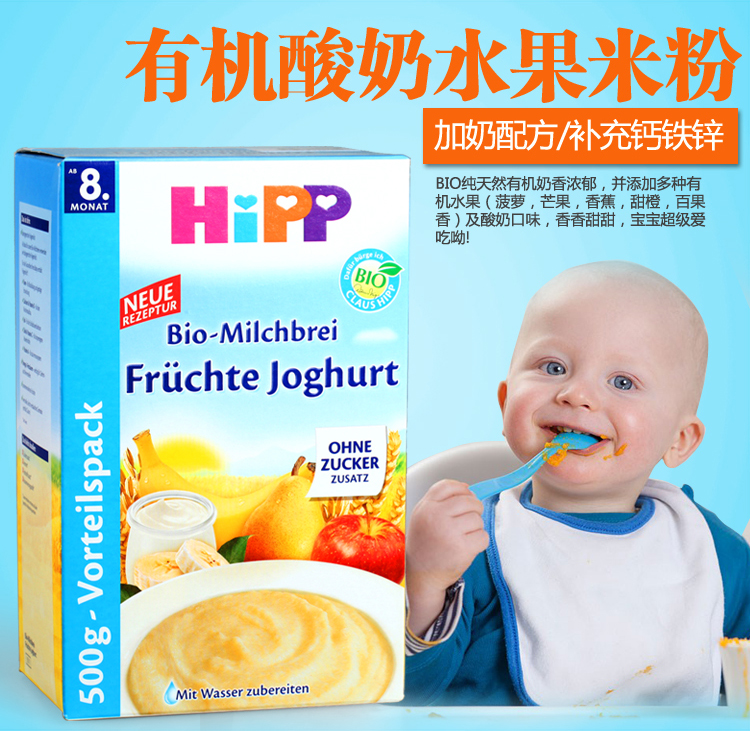 有机酸奶水果米粉
加奶配方/补充钙铁锌
BIO纯天然有机奶香浓郁，并添加多种有
机水果（菠萝，芒果，香蕉，甜橙，百果
香）及酸奶口味，香香甜甜，宝宝超级爱
吃呦!
AB
8.
MONAT
HiPP
Dafür bürge ich
BIO
CLAUS HIPP
NEUE
REZEPTUR
Bio-Milchbrei
Früchte Joghurt
OHNE
ZUCKER
ZUSATZ
500g - Vorteilspack
Mit Wasser zubereiten